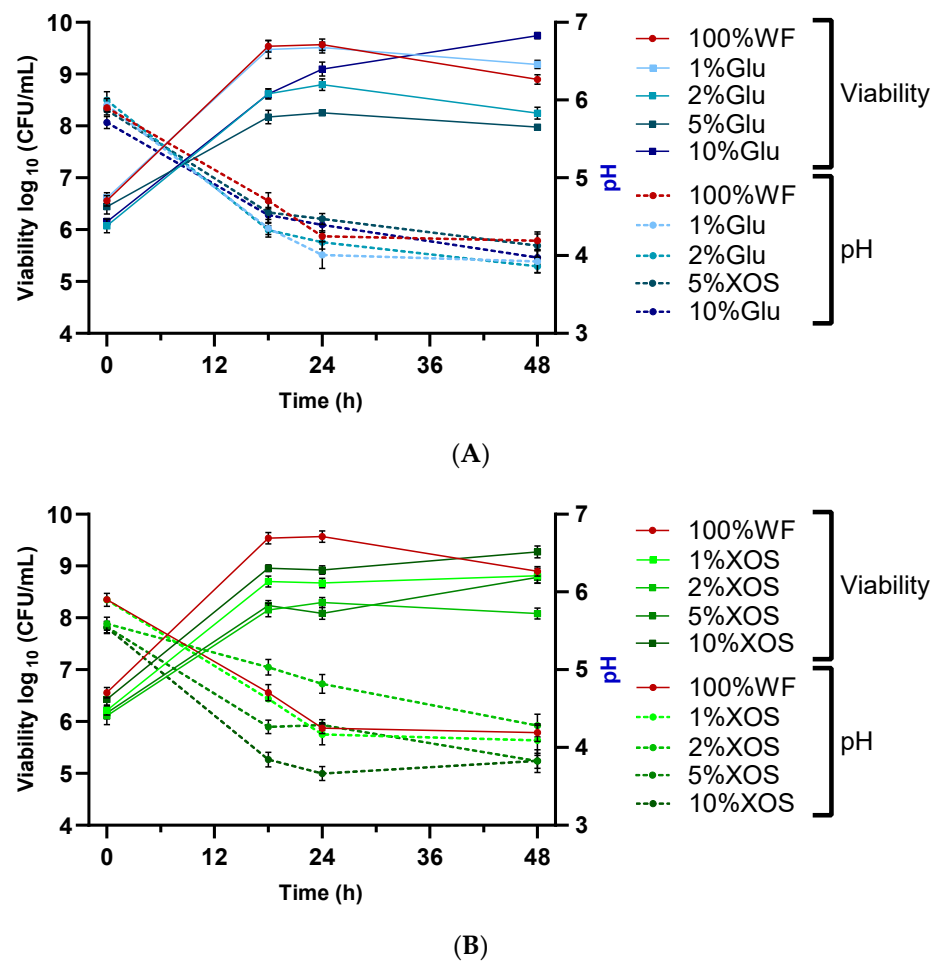 10
9
8
7
6
5
4
Viability log10 (CFU/mL)
7
6
5
4
3
pH
0
12
24
36
48
Time (h)
100%WF
1%Glu
2%Glu
5%Glu
10%Glu
Viability
100%WF
1%Glu
2%Glu
5%XOS
10%Glu
pH
(A)
10
9
8
7
6
5
4
Viability log10 (CFU/mL)
7
6
5
4
3
pH
0
12
24
36
48
Time (h)
100%WF
1%XOS
2%XOS
5%XOS
10%XOS
Viability
100%WF
1%XOS
2%XOS
5%XOS
10%XOS
pH
(B)